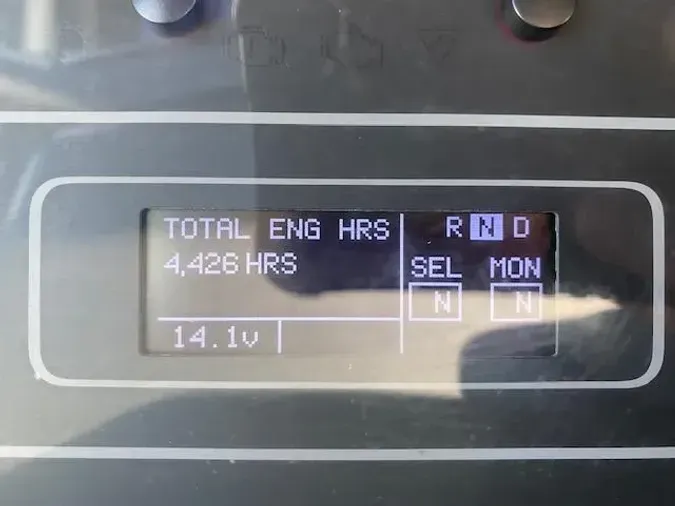 TOTAL ENG HRS
4,426 HRS
14.1v
R N D
SEL MON
N N